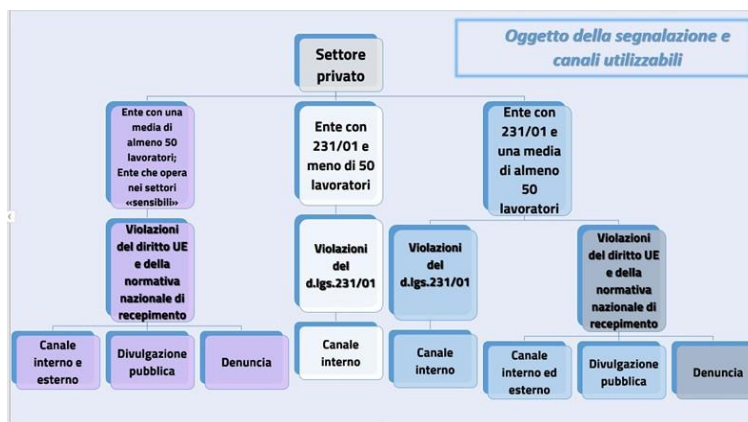 Oggetto della segnalazione e
canali utilizzabili
Settore
privato
Ente con una
media di
almeno 50
lavoratori;
Ente che opera
nei settori
«sensibili»
Ente con
231/01 e
meno di 50
lavoratori
Ente con
231/01 e
una media
di almeno
50
lavoratori
Violazioni
del diritto UE
e della
normativa
nazionale di
recepimento
Violazioni
del
d.lgs.231/01
Violazioni
del
d.lgs.231/01
Violazioni
del diritto UE
e della
normativa
nazionale di
recepimento
Canale
interno e
esterno
Divulgazione
pubblica
Denuncia
Canale
interno
Canale
interno
Canale
interno ed
esterno
Divulgazione
pubblica
Denuncia